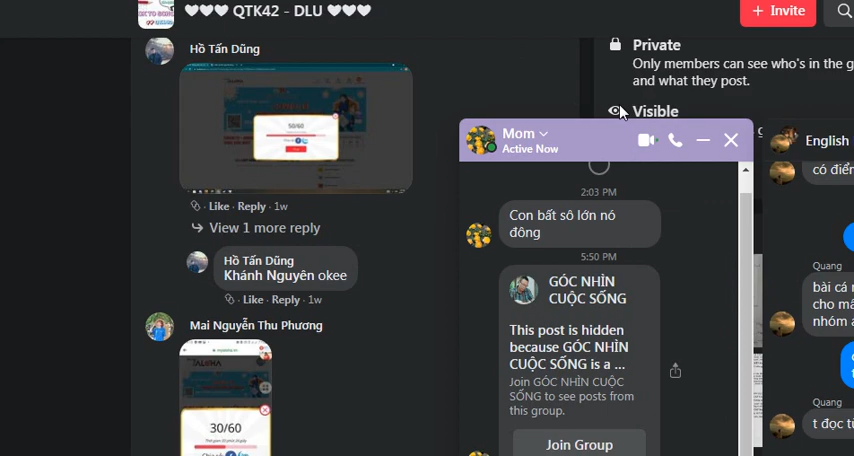 ♥♥♥ QTK42 - DLU ♥♥♥
+ Invite
Hồ Tấn Dũng
50/60
Like · Reply · 1w
View 1 more reply
Hồ Tấn Dũng
Khánh Nguyên okee
Like · Reply · 1w
Mai Nguyễn Thu Phương
30/60
Private
Only members can see who's in the g
and what they post.
Visible
Mom
Active Now
2:03 PM
Con bất sô lớn nó
đông
5:50 PM
GÓC NHÌN
CUỘC SỐNG
This post is hidden
because GÓC NHÌN
CUỘC SỐNG is a ...
Join GÓC NHÌN CUỘC
SỐNG to see posts from
this group.
Join Group
English
có điể
Quang
bài cá
cho mâ
nhóm
Quang
t đọc